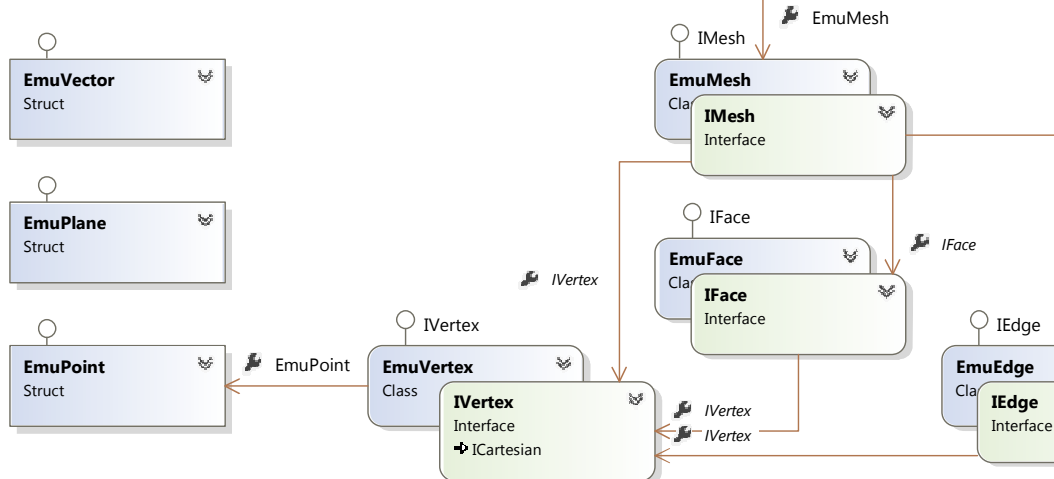 EmuMesh
IMesh
EmuVector
Struct
EmuMesh
IMesh
Interface
EmuPlane
Struct
IFace
EmuFace
IFace
IFace
Interface
IVertex
EmuPoint
Struct
EmuPoint
IVertex
EmuVertex
Class
IVertex
Interface
ICartesian
IVertex
IVertex
IEdge
EmuEdge
IEdge
Interface